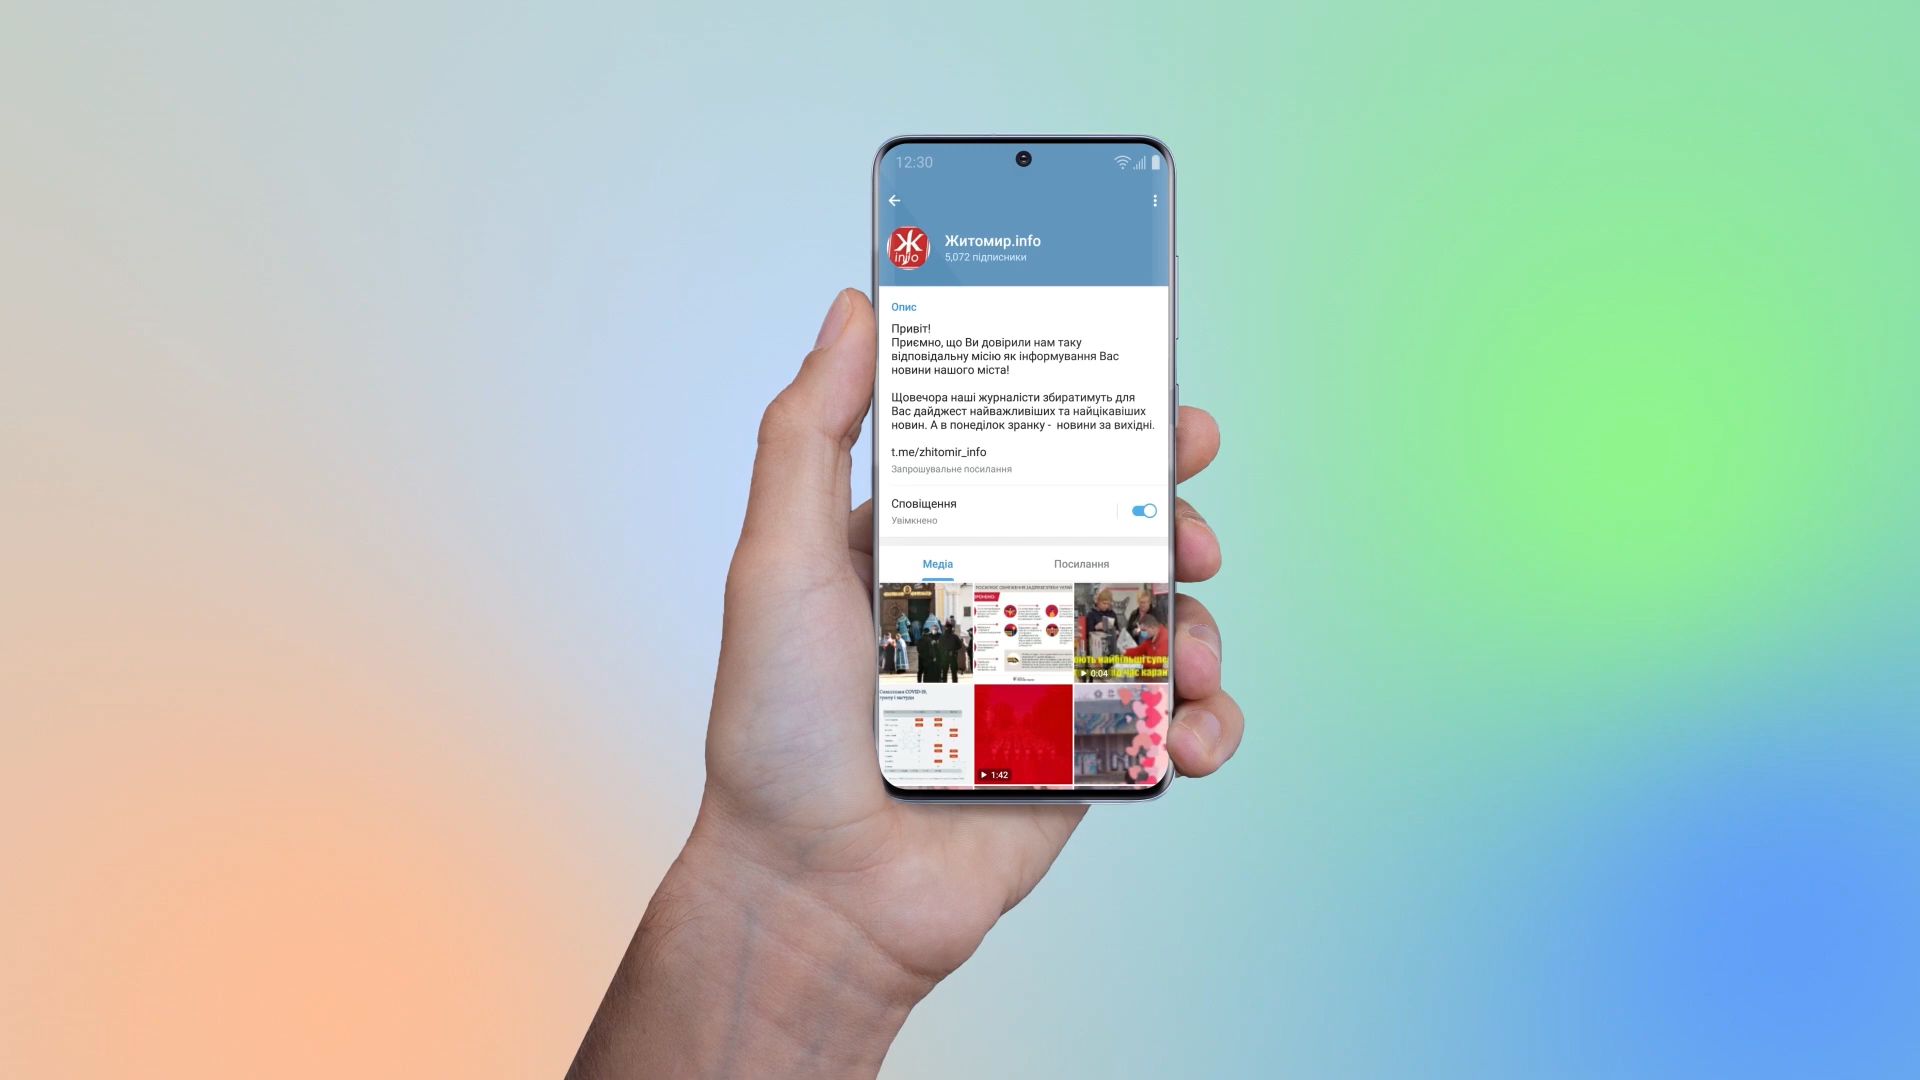 12:30
Ж
info
Житомир.info
5,072 підписники
Опис
Привіт!
Приємно, що Ви довірили нам таку
відповідальну місію як інформування Вас
новини нашого міста!
Щовечора наші журналісти збиратимуть для
Вас дайджест найважливіших та найцікавіших
новин. А в понеділок зранку - новини за вихідні.
t.me/zhitomir_info
Запрошувальне посилання
Сповіщення
Увімкнено
Медіа
Посилання
0:04
1:42